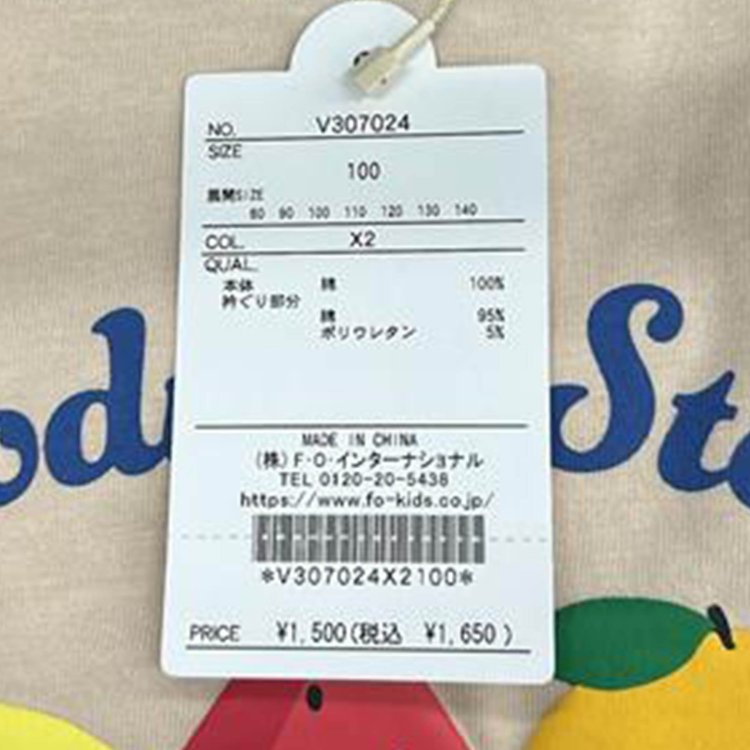 NO. V307024
SIZE
100
展開SIZE
80 90 100 110 120 130 140
COL. X2
QUAL.
本体 綿 100%
衿ぐり部分
綿 95%
ポリウレタン 5%
MADE IN CHINA
(株)F・O・インターナショナル
TEL 0120-20-5438
https://www.fo-kids.co.jp/
*V307024X2100*
PRICE ¥1,500(税込 ¥1,650)